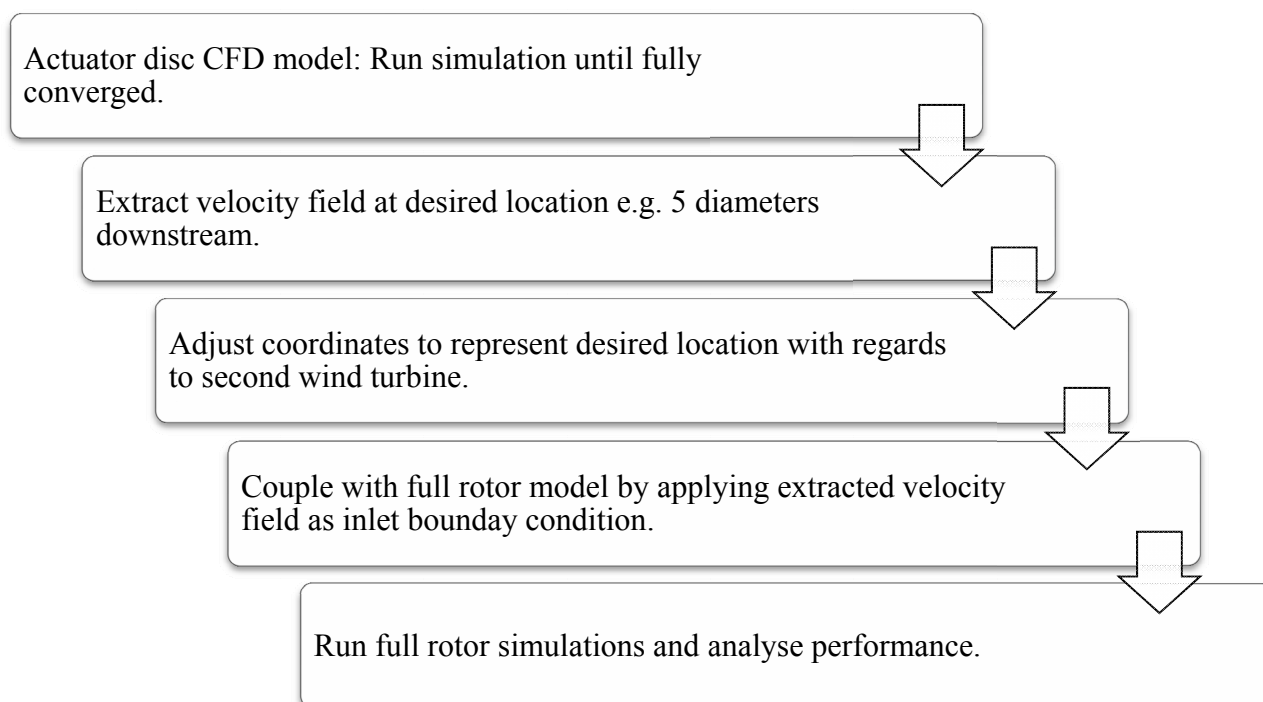 Actuator disc CFD model: Run simulation until fully
converged.
Extract velocity field at desired location e.g. 5 diameters
downstream.
Adjust coordinates to represent desired location with regards
to second wind turbine.
Couple with full rotor model by applying extracted velocity
field as inlet bounday condition.
Run full rotor simulations and analyse performance.